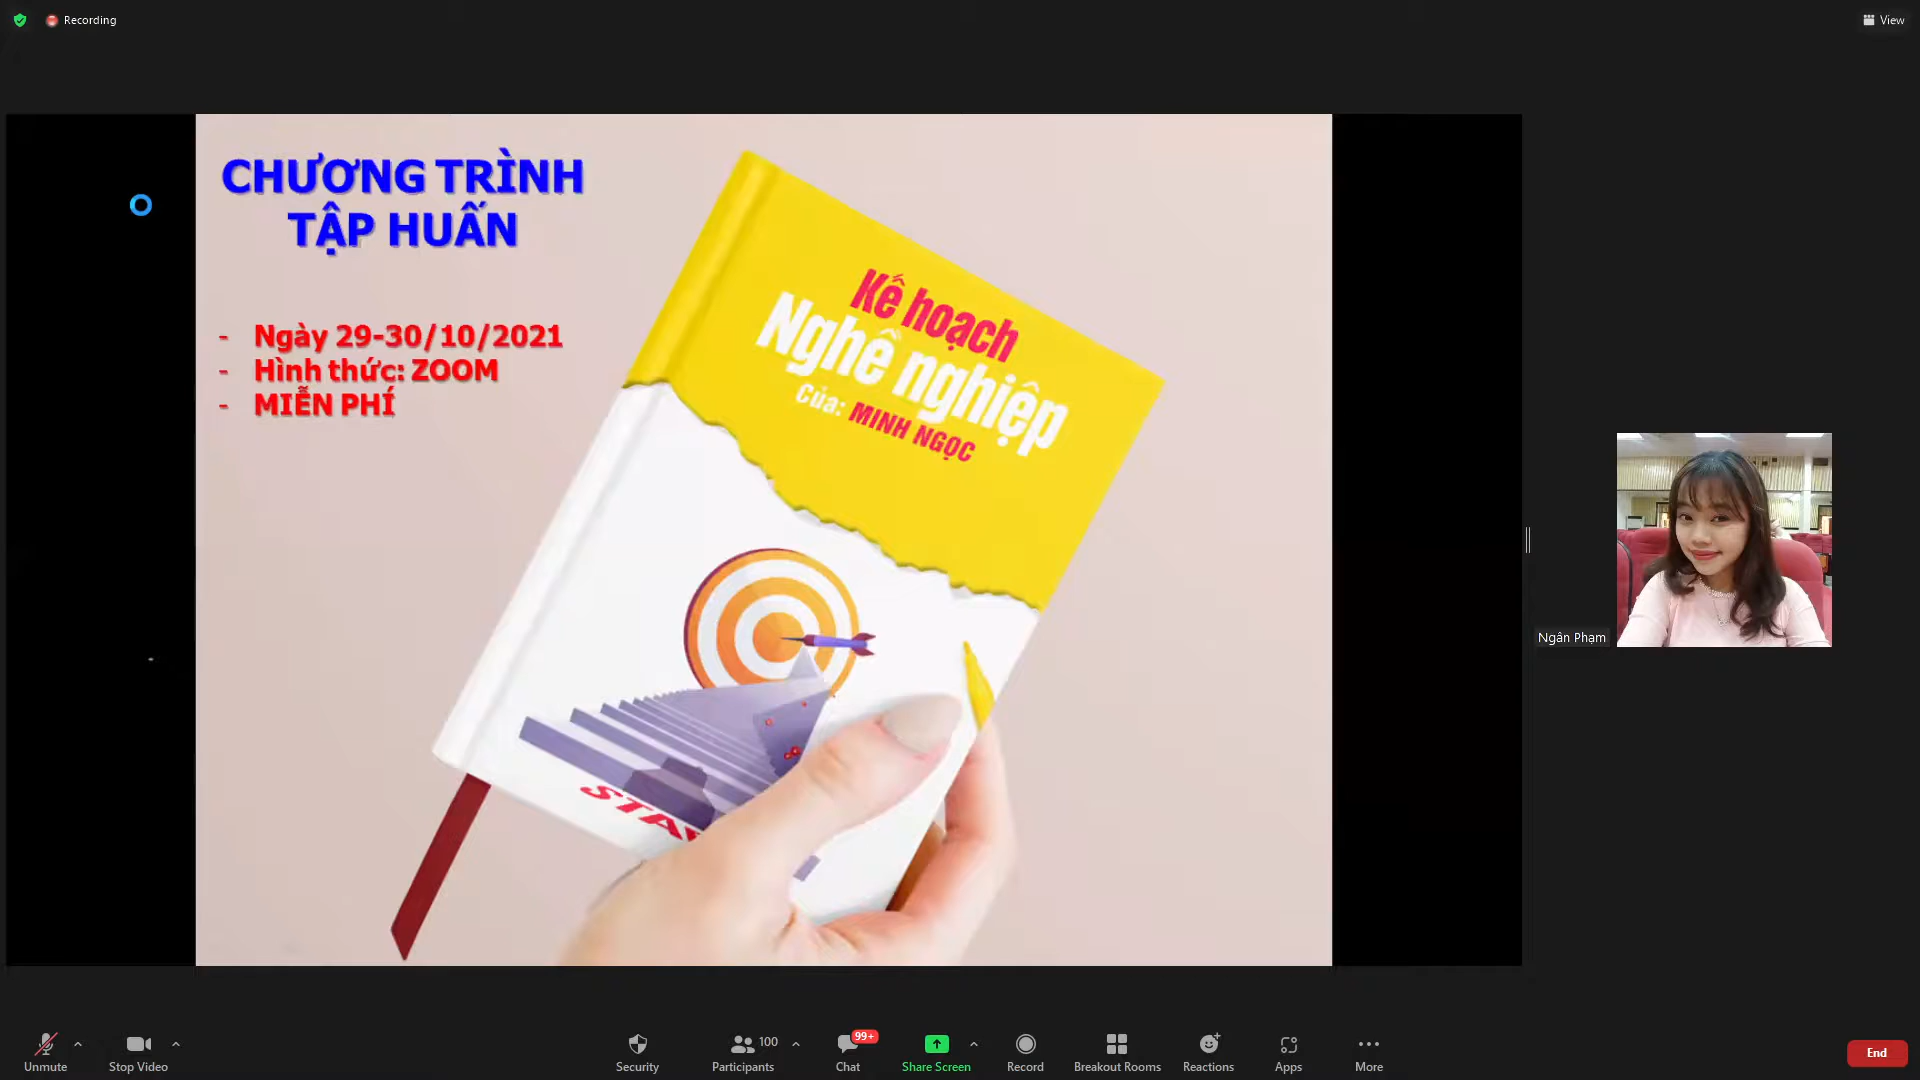 Recording
View
CHƯƠNG TRÌNH
TẬP HUẤN
- Ngày 29-30/10/2021
- Hình thức: ZOOM
- MIỄN PHÍ
Kế hoạch
Nghề nghiệp
Của: MINH NGỌC
Ngân Phạm
Unmute
Stop Video
Security
100
Participants
99+
Chat
Share Screen
Record
Breakout Rooms
Reactions
Apps
More
End